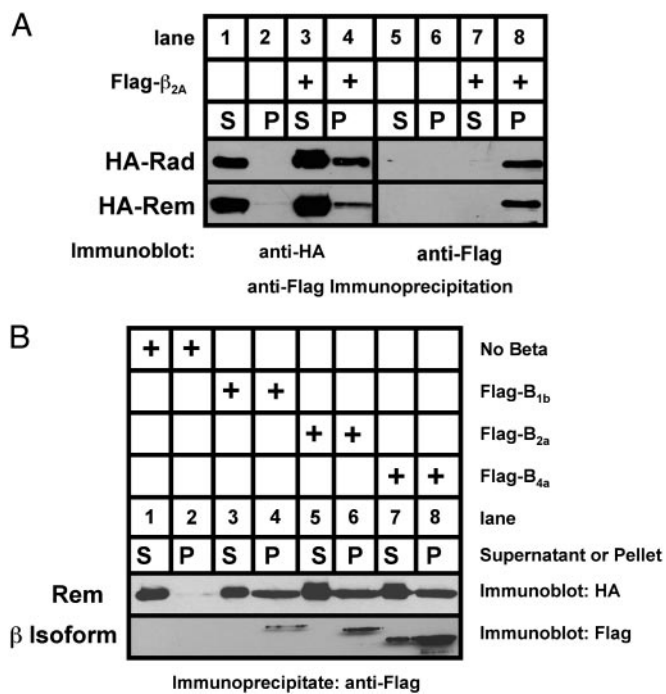 A
lane 1 2 3 4 5 6 7 8
Flag-β2A + + + +
S P S P S P S P
HA-Rad
HA-Rem
Immunoblot: anti-HA anti-Flag
anti-Flag Immunoprecipitation
B
+ + No Beta
+ + Flag-B1b
+ + Flag-B2a
+ + Flag-B4a
1 2 3 4 5 6 7 8 lane
S P S P S P S P Supernatant or Pellet
Rem Immunoblot: HA
β Isoform Immunoblot: Flag
Immunoprecipitate: anti-Flag